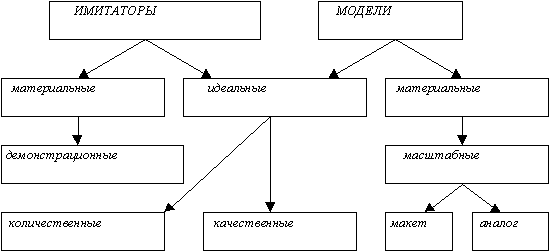 ИМИТАТОРЫ МОДЕЛИ
материальные идеальные материальные
демонстрационные масштабные
количественные качественные макет аналог